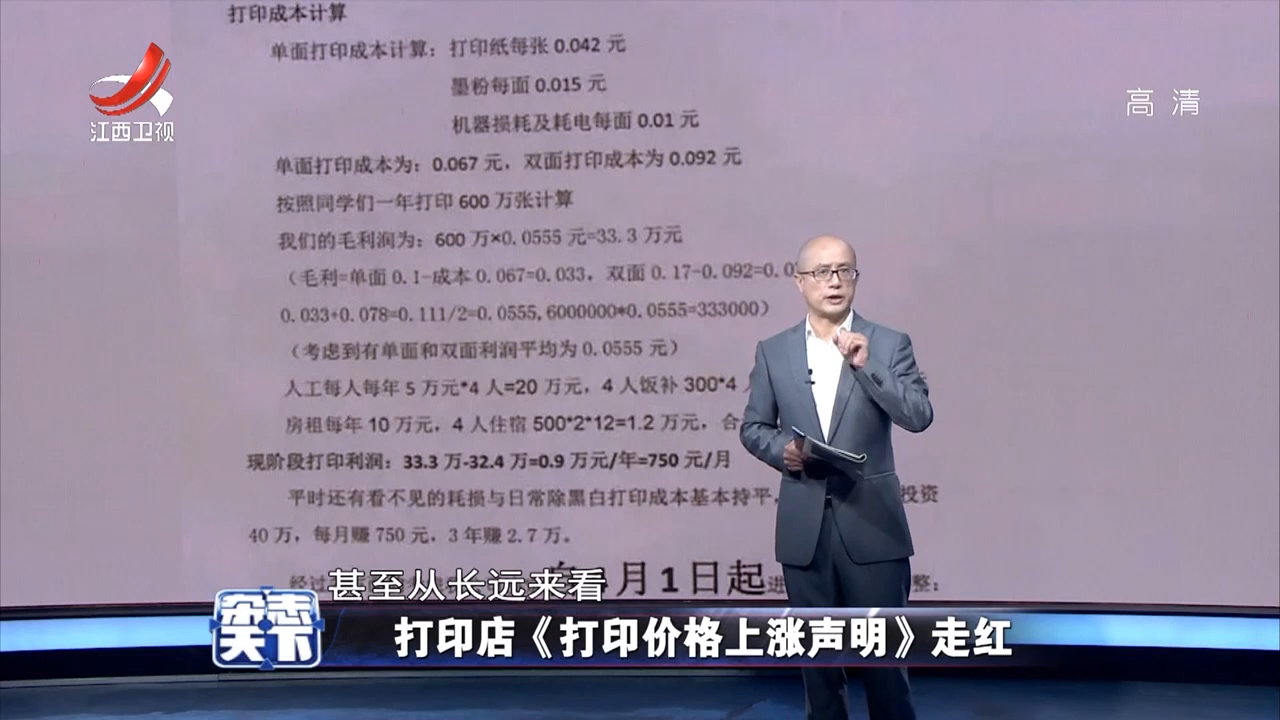 打印成本计算
单面打印成本计算：打印纸每张 0.042 元
墨粉每面 0.015 元
机器损耗及耗电每面 0.01 元
单面打印成本为：0.067 元，双面打印成本为 0.092 元
按照同学们一年打印 600 万张计算
我们的毛利润为：600 万×0.0555 元=33.3 万元
（毛利=单面 0.1-成本 0.067=0.033，双面 0.17-0.092=0.0
0.033+0.078=0.111/2=0.0555,6000000*0.0555=333000）
（考虑到有单面和双面利润平均为 0.0555 元）
人工每人每年 5 万元*4 人=20 万元，4 人饭补 300*4
房租每年 10 万元，4 人住宿 500*2*12=1.2 万元，合
现阶段打印利润：33.3 万-32.4 万=0.9 万元/年=750 元/月
平时还有看不见的耗损与日常除黑白打印成本基本持平，
投资
40 万，每月赚 750 元，3 年赚 2.7 万。
经过
月 1 日起
整：
江西卫视
高清
甚至从长远来看
杂志天下
打印店《打印价格上涨声明》走红